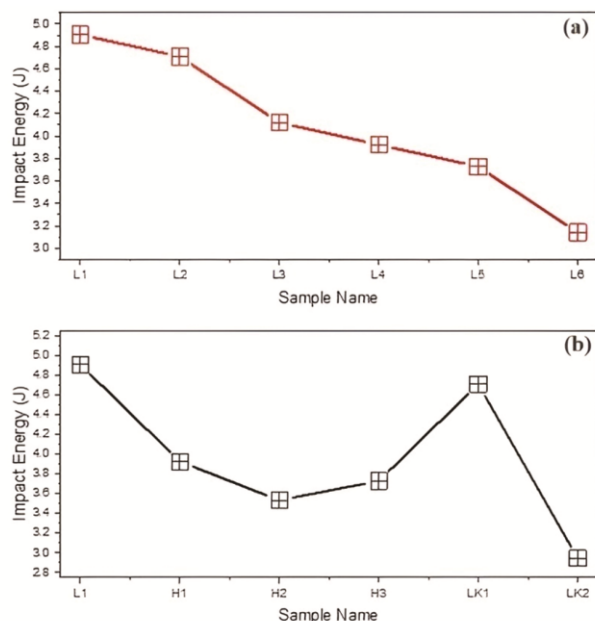 (a)
5.0
4.8
4.6
4.2
4.0
3.8
3.6
3.4
3.2
3.0
Impact Energy (J)
L1 L2 L3 L4 L5 L6
Sample Name
(b)
5.2
5.0
4.8
4.6
4.4
4.2
4.0
3.8
3.6
3.4
3.2
3.0
2.8
Impact Energy (J)
L1 H1 H2 H3 LK1 LK2
Sample Name